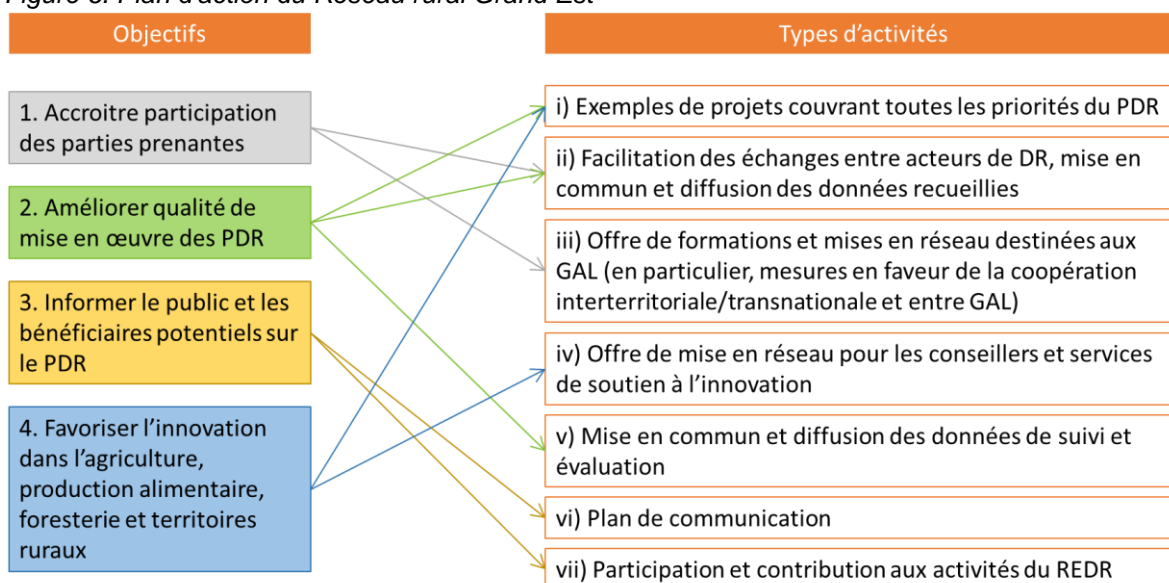 Figure 3. Plan d'action du Réseau rural Grand Est
Objectifs
Types d'activités
1. Accroitre participation
des parties prenantes
2. Améliorer qualité de
mise en œuvre des PDR
3. Informer le public et les
bénéficiaires potentiels sur
le PDR
4. Favoriser l'innovation
dans l'agriculture,
production alimentaire,
foresterie et territoires
ruraux
i) Exemples de projets couvrant toutes les priorités du PDR
ii) Facilitation des échanges entre acteurs de DR, mise en
commun et diffusion des données recueillies
iii) Offre de formations et mises en réseau destinées aux
GAL (en particulier, mesures en faveur de la coopération
interterritoriale/transnationale et entre GAL)
iv) Offre de mise en réseau pour les conseillers et services
de soutien à l'innovation
v) Mise en commun et diffusion des données de suivi et
évaluation
vi) Plan de communication
vii) Participation et contribution aux activités du REDR